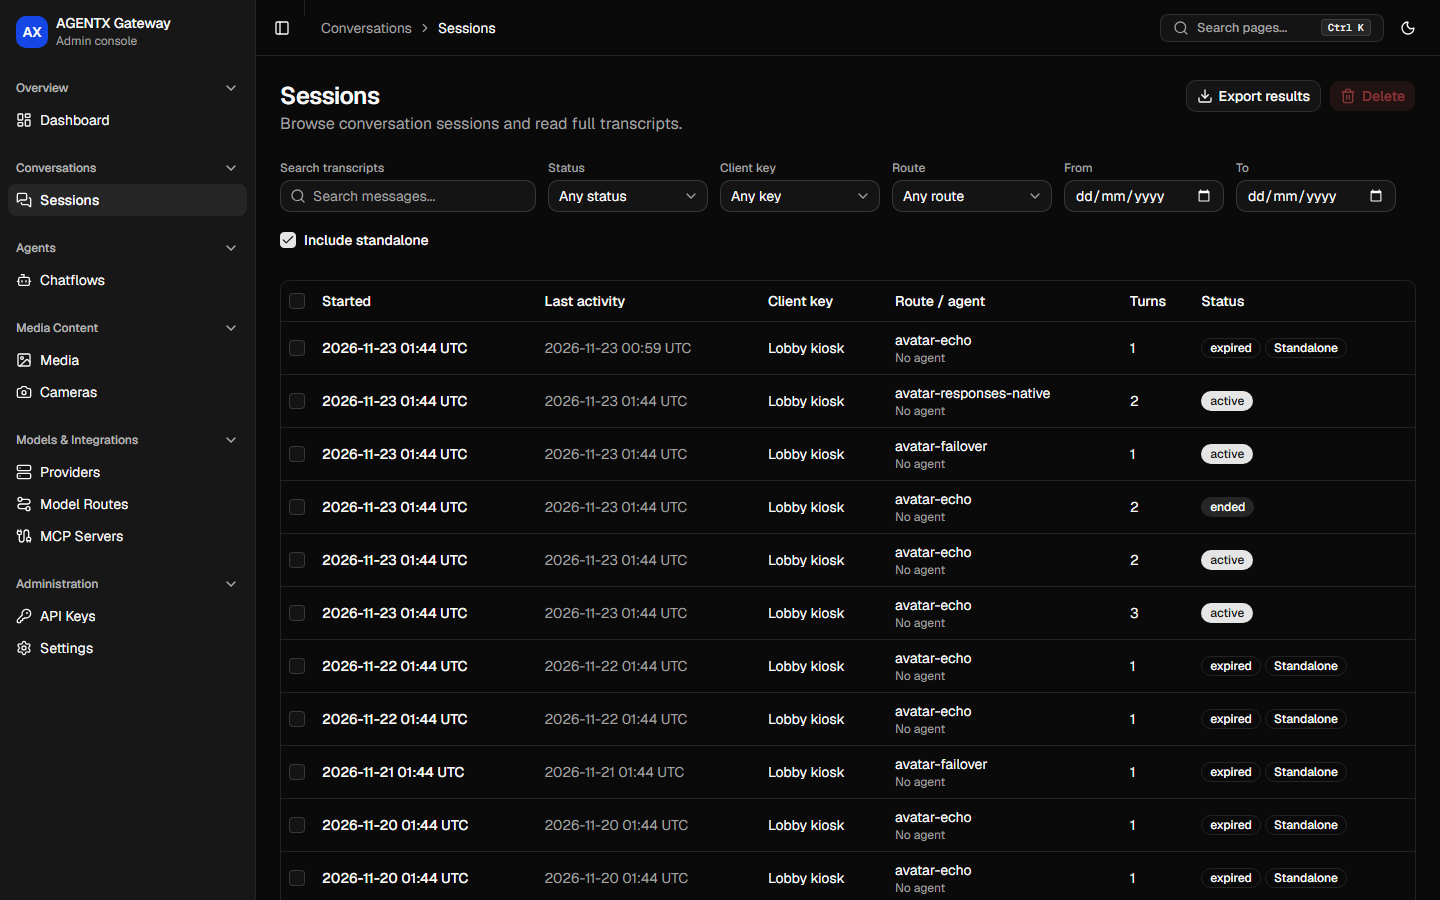 AX
AGENTX Gateway
Admin console
Overview
Dashboard
Conversations
Sessions
Agents
Chatflows
Media Content
Media
Cameras
Models & Integrations
Providers
Model Routes
MCP Servers
Administration
API Keys
Settings
Conversations > Sessions
Search pages... Ctrl K
Sessions
Browse conversation sessions and read full transcripts.
Export results
Delete
Search transcripts Status Client key Route From To
Search messages... Any status Any key Any route dd/mm/yyyy dd/mm/yyyy
Include standalone
Started Last activity Client key Route / agent Turns Status
2026-11-23 01:44 UTC 2026-11-23 00:59 UTC Lobby kiosk avatar-echo 1 expired Standalone
No agent
2026-11-23 01:44 UTC 2026-11-23 01:44 UTC Lobby kiosk avatar-responses-native 2 active
No agent
2026-11-23 01:44 UTC 2026-11-23 01:44 UTC Lobby kiosk avatar-failover 1 active
No agent
2026-11-23 01:44 UTC 2026-11-23 01:44 UTC Lobby kiosk avatar-echo 2 ended
No agent
2026-11-23 01:44 UTC 2026-11-23 01:44 UTC Lobby kiosk avatar-echo 2 active
No agent
2026-11-23 01:44 UTC 2026-11-23 01:44 UTC Lobby kiosk avatar-echo 3 active
No agent
2026-11-22 01:44 UTC 2026-11-22 01:44 UTC Lobby kiosk avatar-echo 1 expired Standalone
No agent
2026-11-22 01:44 UTC 2026-11-22 01:44 UTC Lobby kiosk avatar-echo 1 expired Standalone
No agent
2026-11-21 01:44 UTC 2026-11-21 01:44 UTC Lobby kiosk avatar-failover 1 expired Standalone
No agent
2026-11-20 01:44 UTC 2026-11-20 01:44 UTC Lobby kiosk avatar-echo 1 expired Standalone
No agent
2026-11-20 01:44 UTC 2026-11-20 01:44 UTC Lobby kiosk avatar-echo 1 expired Standalone
No agent